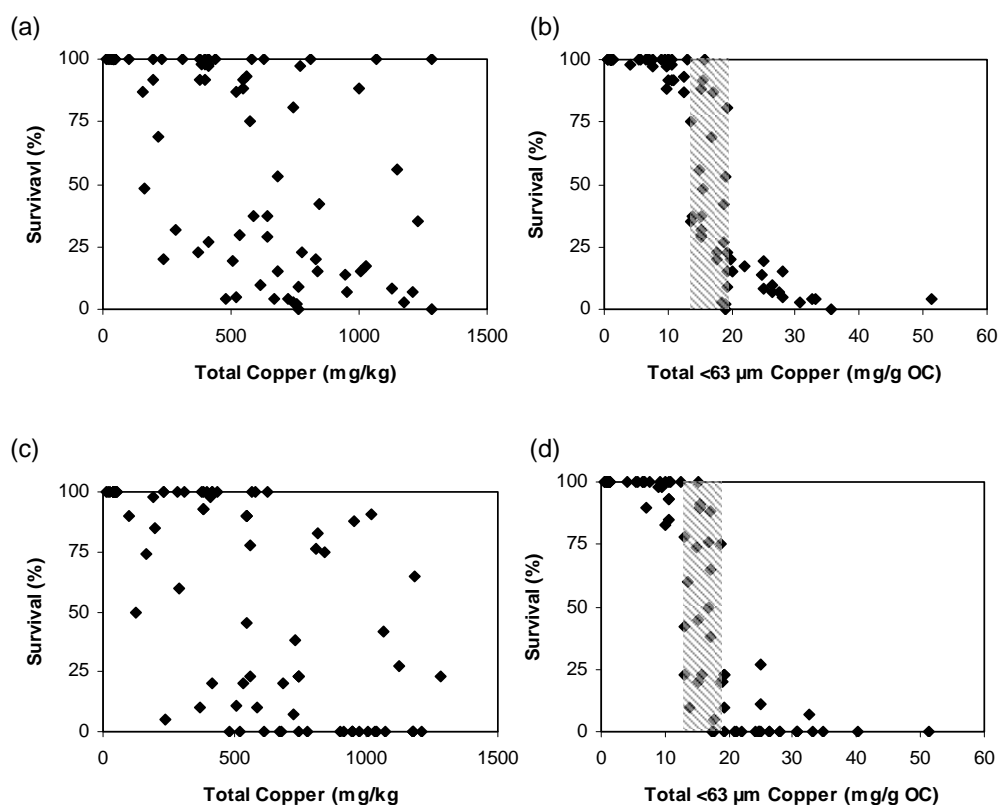 (a)
(b)
100
75
50
25
0
Survivavl (%)
0 500 1000 1500
Total Copper (mg/kg)
100
75
50
25
0
Survival (%)
0 10 20 30 40 50 60
Total <63 µm Copper (mg/g OC)
(c)
(d)
100
75
50
25
0
Survival (%)
0 500 1000 1500
Total Copper (mg/kg
100
75
50
25
0
Survival (%)
0 10 20 30 40 50 60
Total <63 µm Copper (mg/g OC)